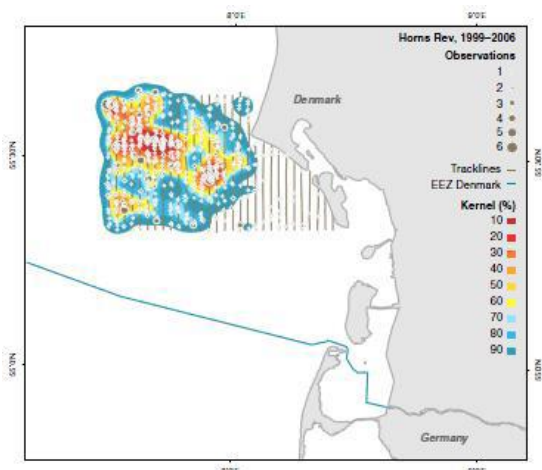 Horns Rev, 1999–2006
Observations
1
2
3
4
5
6
Denmark
Tracklines
EEZ Denmark
Kernel (%)
10
20
30
40
50
60
70
80
90
Germany